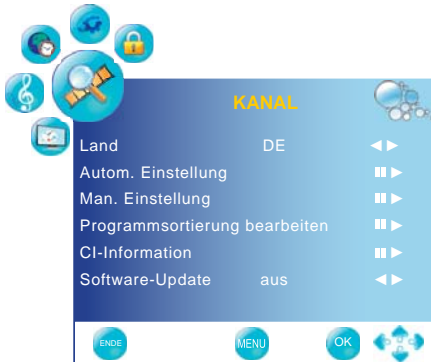 KANAL
Land DE
Autom. Einstellung
Man. Einstellung
Programmsortierung bearbeiten
CI-Information
Software-Update aus
ENDE MENU OK